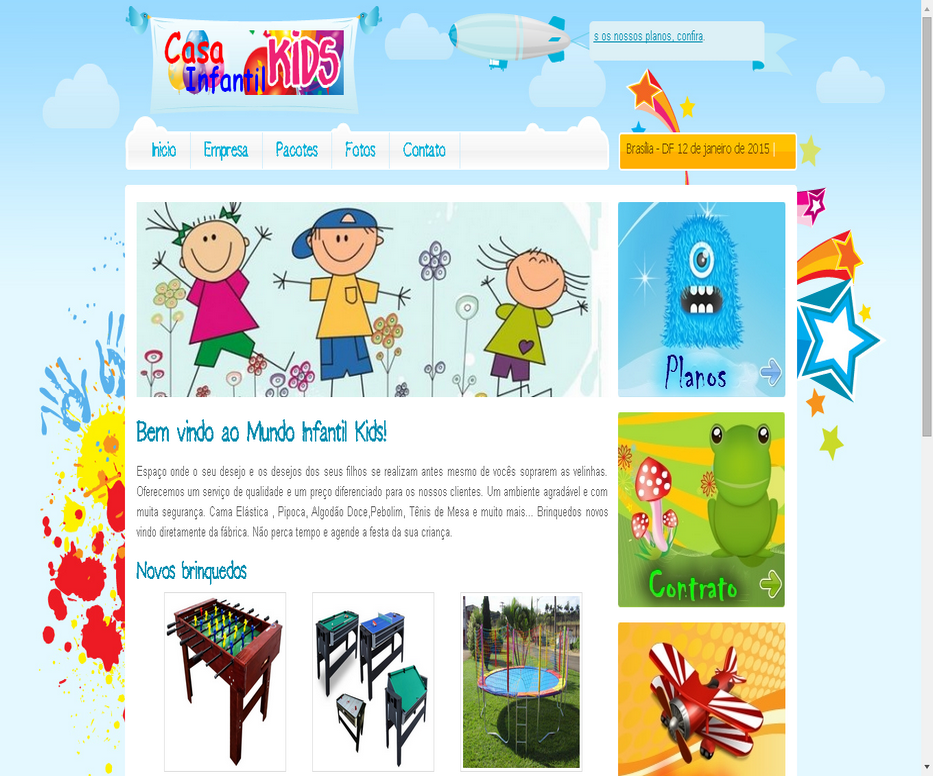 Casa
Infantil KIDS
s os nossos planos, confira.
Inicio Empresa Pacotes Fotos Contato
Brasília - DF 12 de janeiro de 2015 |
Planos
Bem vindo ao Mundo Infantil Kids!
Espaço onde o seu desejo e os desejos dos seus filhos se realizam antes mesmo de vocês soprarem as velinhas.
Oferecemos um serviço de qualidade e um preço diferenciado para os nossos clientes. Um ambiente agradável e com
muita segurança. Cama Elástica , Pipoca, Algodão Doce,Pebolim, Tênis de Mesa e muito mais... Brinquedos novos
vindo diretamente da fábrica. Não perca tempo e agende a festa da sua criança.
Contrato
Novos brinquedos